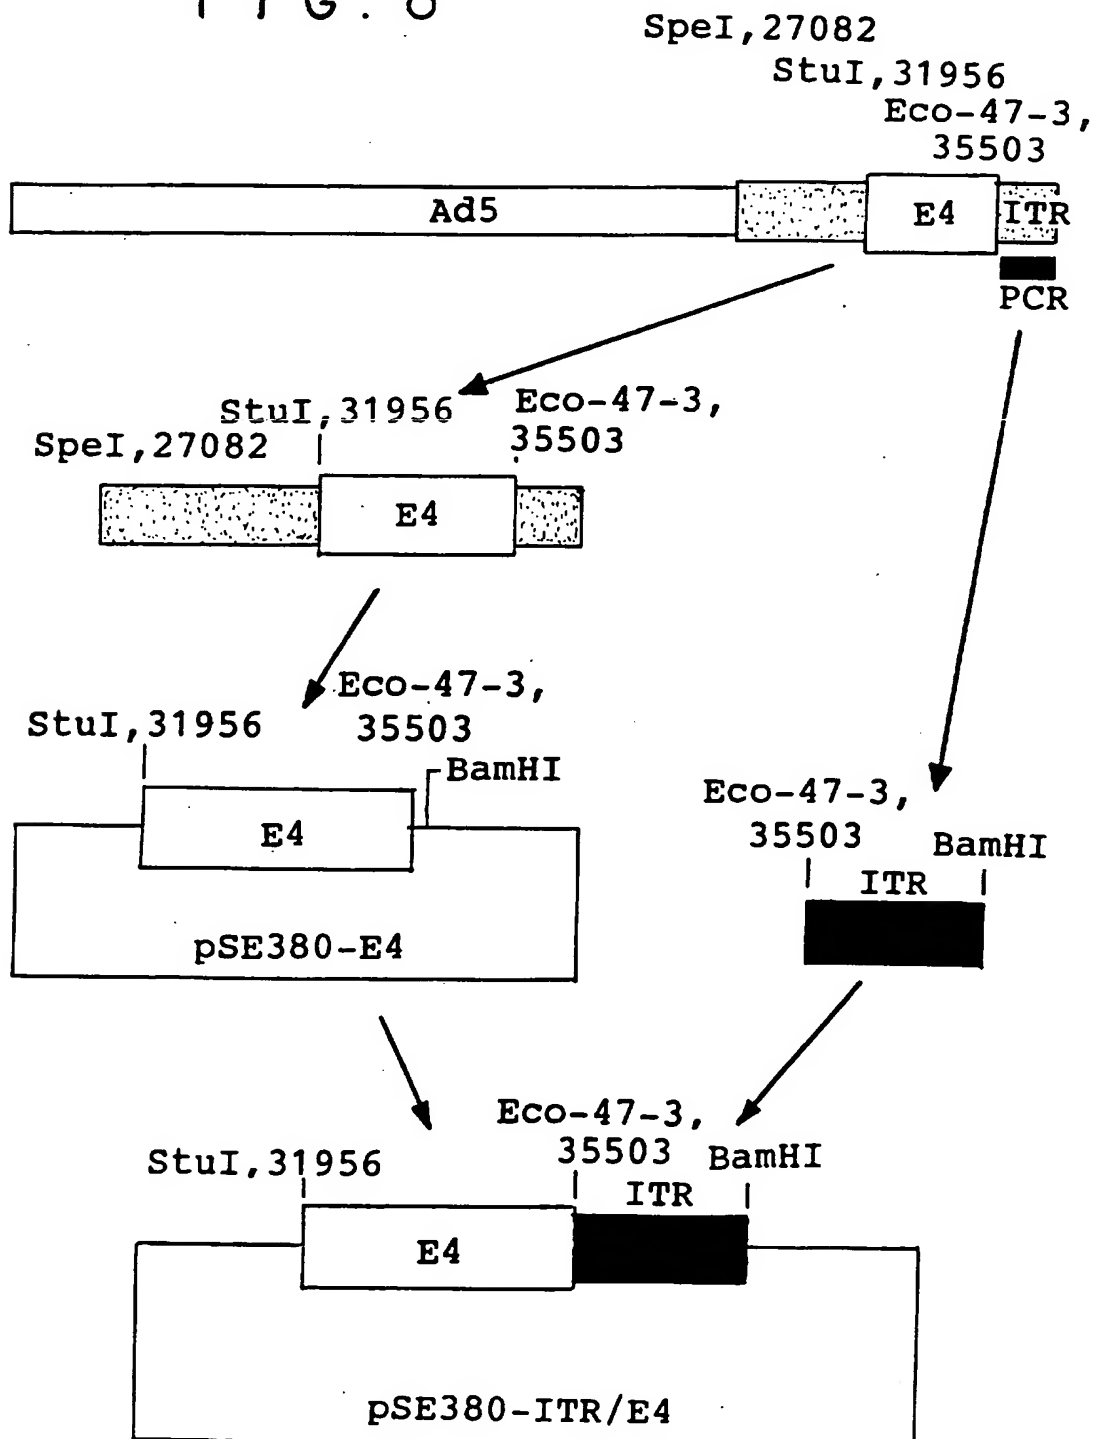 FIG. 8
SpeI,27082
StuI,31956
Eco-47-3,
35503
Ad5
E4
ITR
PCR
StuI,31956
Eco-47-3,
35503
SpeI,27082
E4
Eco-47-3,
35503
StuI,31956
BamHI
E4
pSE380-E4
Eco-47-3,
35503
BamHI
ITR
Eco-47-3,
35503
BamHI
StuI,31956
ITR
E4
pSE380-ITR/E4